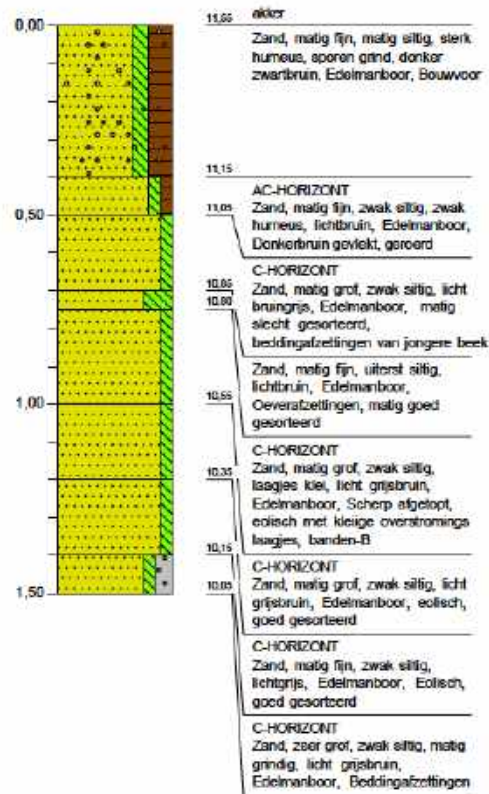 akker
0,00
11,55
Zand, matig fijn, matig siltig, sterk
humeus, sporen grind, donker
zwartbruin, Edelmanboor, Bouwvoor
11,15
AC-HORIZONT
Zand, matig fijn, zwak siltig, zwak
humeus, lichtbruin, Edelmanboor,
Donkerbruin gevlekt, geroerd
0,50
11,05
C-HORIZONT
Zand, matig grof, zwak siltig, licht
bruingrijs, Edelmanboor, matig
slecht gesorteerd,
beddingafzettingen van jongere beek
10,85
10,80
Zand, matig fijn, uiterst siltig,
lichtbruin, Edelmanboor,
Oeverafzettingen, matig goed
gesorteerd
1,00
10,55
C-HORIZONT
Zand, matig grof, zwak siltig,
laagjes klei, licht grijsbruin,
Edelmanboor, Scherp afgetopt,
eolisch met kleiige overstromings
laagjes, banden-B
10,35
10,15
C-HORIZONT
Zand, matig grof, zwak siltig, licht
grijsbruin, Edelmanboor, eolisch,
goed gesorteerd
1,50
10,05
C-HORIZONT
Zand, matig fijn, zwak siltig,
lichtgrijs, Edelmanboor, Eolisch,
goed gesorteerd
C-HORIZONT
Zand, zeer grof, zwak siltig, matig
grindig, licht grijsbruin,
Edelmanboor, Beddingafzettingen